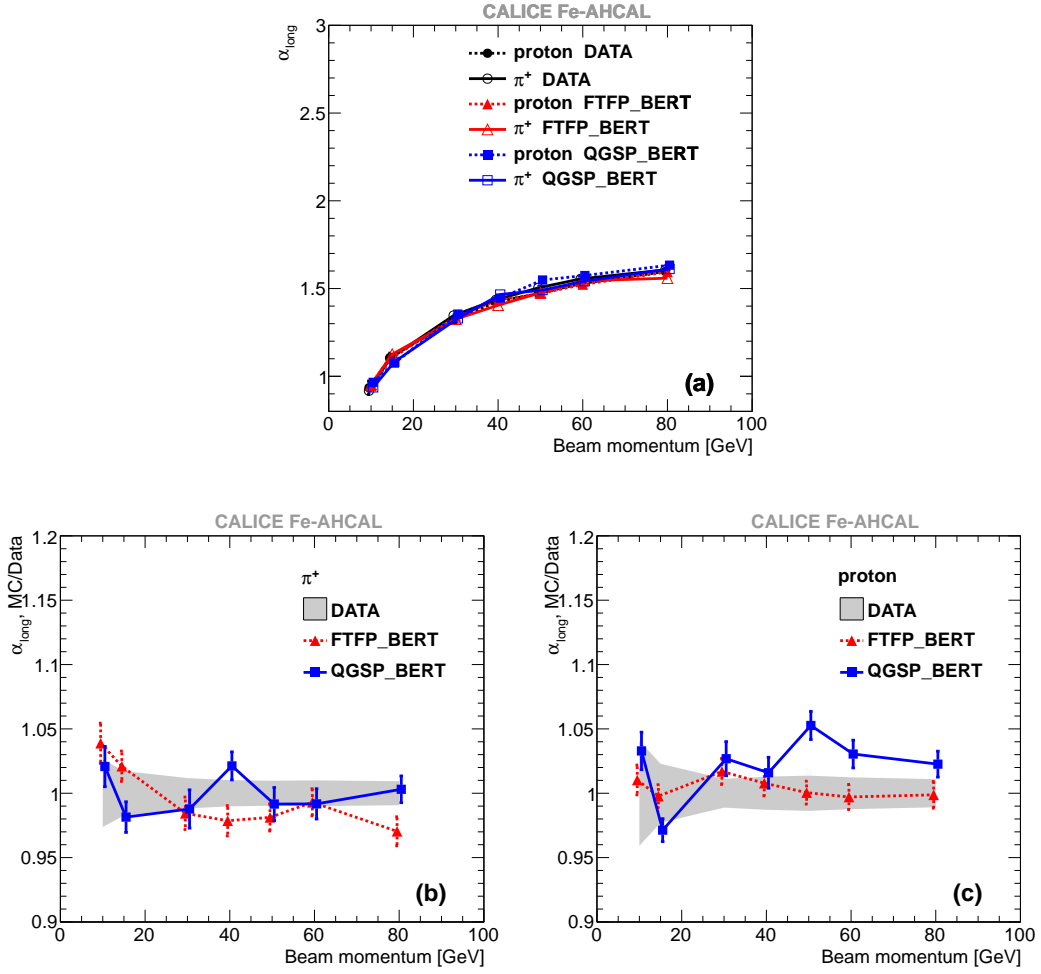 CALICE Fe-AHCAL
α_long
3
2.5
2
1.5
1
proton DATA
π⁺ DATA
proton FTFP_BERT
π⁺ FTFP_BERT
proton QGSP_BERT
π⁺ QGSP_BERT
(a)
0 20 40 60 80 100
Beam momentum [GeV]
CALICE Fe-AHCAL
α_long, MC/Data
1.2
1.15
1.1
1.05
1
0.95
0.9
π⁺
DATA
FTFP_BERT
QGSP_BERT
(b)
0 20 40 60 80 100
Beam momentum [GeV]
CALICE Fe-AHCAL
α_long, MC/Data
1.2
1.15
1.1
1.05
1
0.95
0.9
proton
DATA
FTFP_BERT
QGSP_BERT
(c)
0 20 40 60 80 100
Beam momentum [GeV]